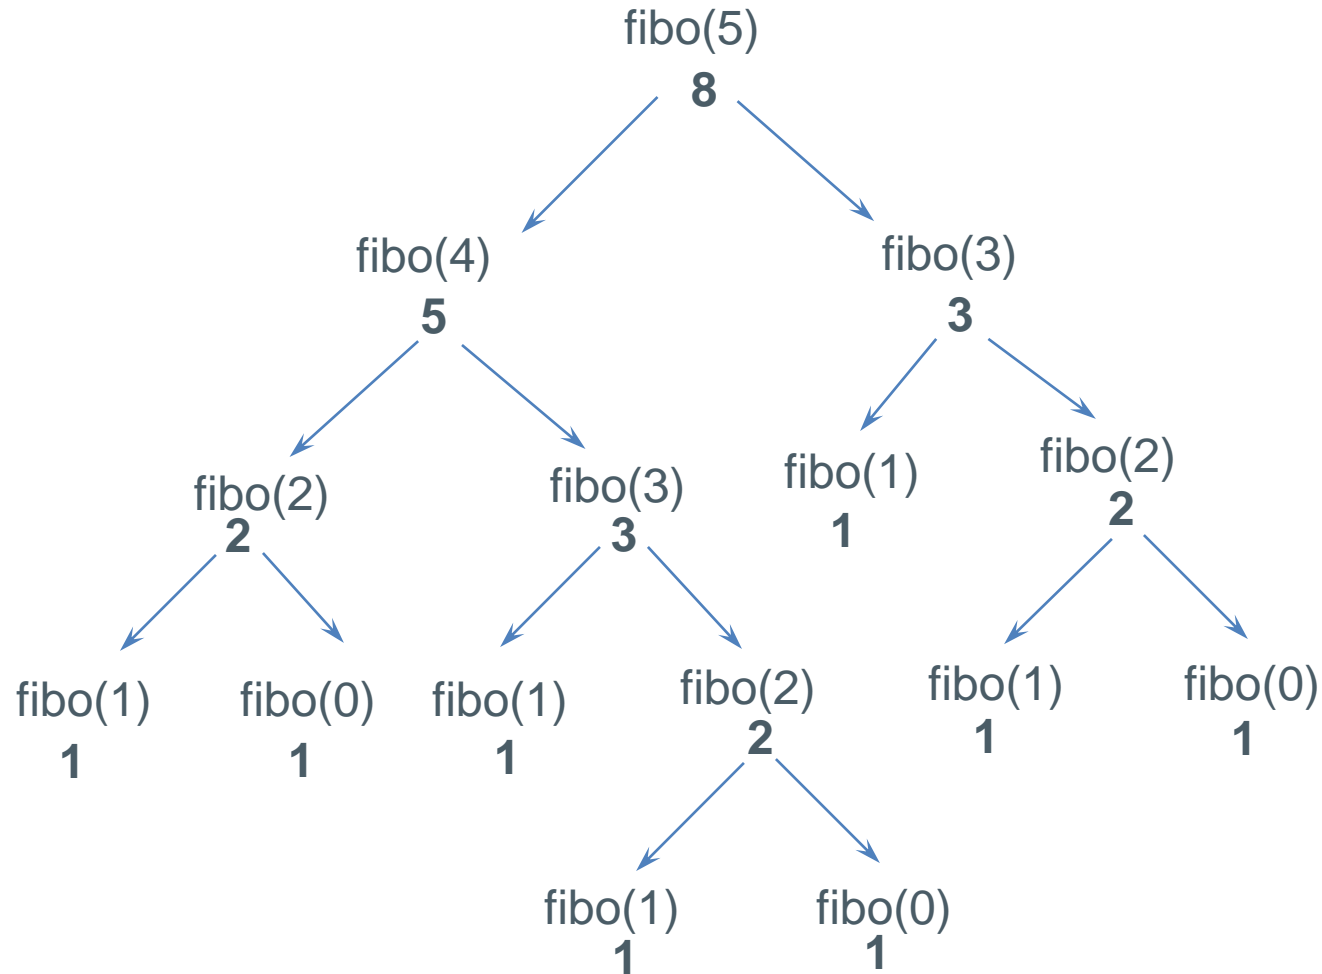 fibo(5)
8
fibo(4)
5
fibo(3)
3
fibo(2)
2
fibo(3)
3
fibo(1)
1
fibo(2)
2
fibo(1)
1
fibo(0)
1
fibo(1)
1
fibo(2)
2
fibo(1)
1
fibo(0)
1
fibo(1)
1
fibo(0)
1